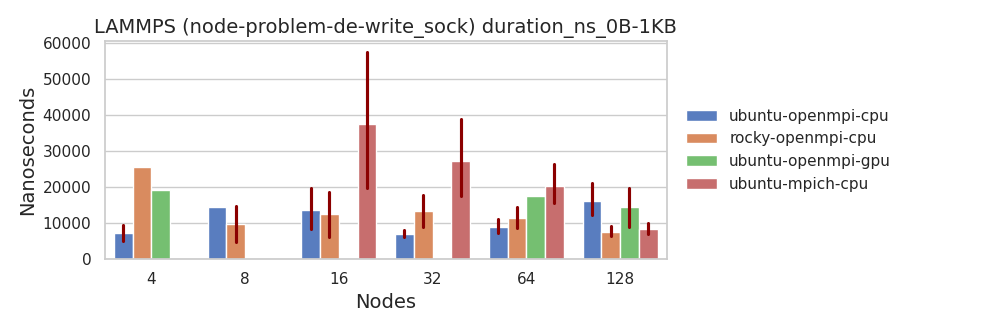 LAMMPS (node-problem-de-write_sock) duration_ns_0B-1KB
Nanoseconds
60000
50000
40000
30000
20000
10000
0
4 8 16 32 64 128
Nodes
ubuntu-openmpi-cpu
rocky-openmpi-cpu
ubuntu-openmpi-gpu
ubuntu-mpich-cpu